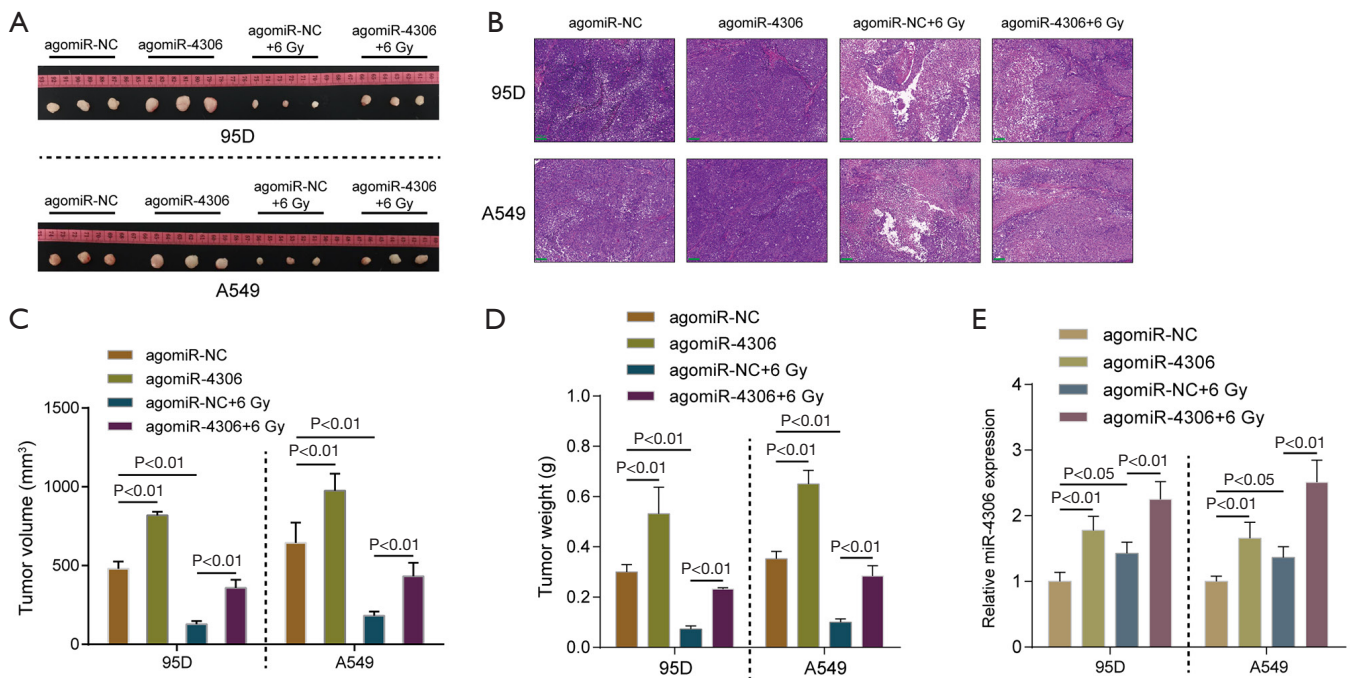 A
agomiR-NC agomiR-4306 agomiR-NC +6 Gy agomiR-4306 +6 Gy
95D
agomiR-NC agomiR-4306 agomiR-NC +6 Gy agomiR-4306 +6 Gy
A549
B
agomiR-NC agomiR-4306 agomiR-NC+6 Gy agomiR-4306+6 Gy
95D
A549
C
agomiR-NC
agomiR-4306
agomiR-NC+6 Gy
agomiR-4306+6 Gy
Tumor volume (mm³)
1500
1000
500
0
P<0.01
P<0.01
P<0.01
P<0.01
P<0.01
P<0.01
95D A549
D
agomiR-NC
agomiR-4306
agomiR-NC+6 Gy
agomiR-4306+6 Gy
Tumor weight (g)
1.0
0.8
0.6
0.4
0.2
0.0
P<0.01
P<0.01
P<0.01
P<0.01
P<0.01
P<0.01
95D A549
E
agomiR-NC
agomiR-4306
agomiR-NC+6 Gy
agomiR-4306+6 Gy
Relative miR-4306 expression
4
3
2
1
0
P<0.01
P<0.05
P<0.01
P<0.01
P<0.05
P<0.01
95D A549